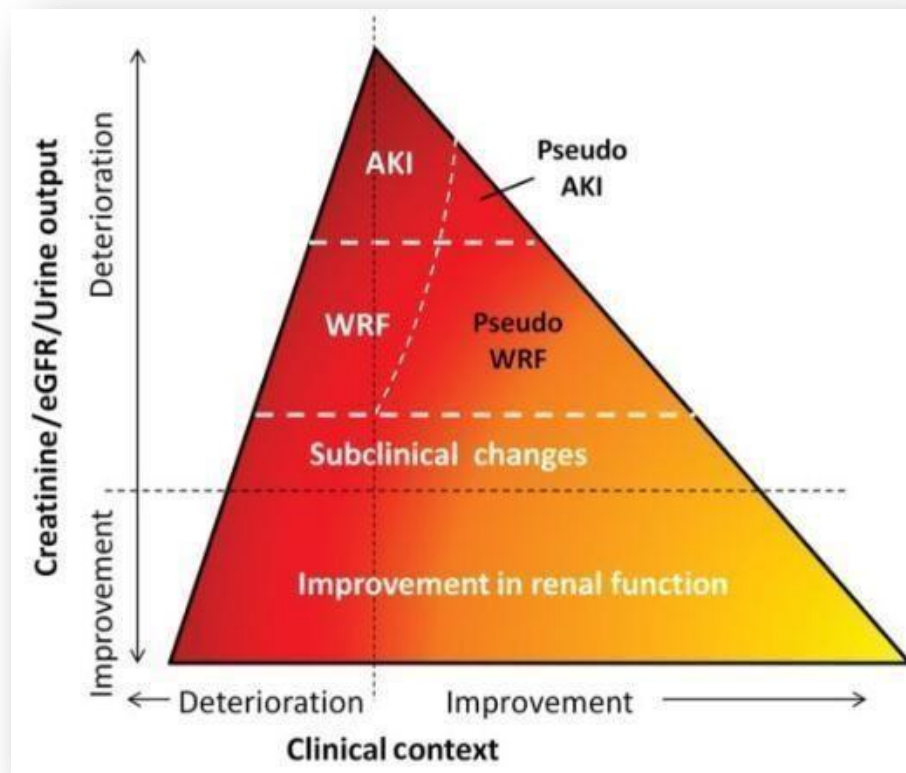 Creatinine/eGFR/Urine output
Deterioration
Improvement
AKI
Pseudo
AKI
WRF
Pseudo
WRF
Subclinical changes
Improvement in renal function
Deterioration
Improvement
Clinical context